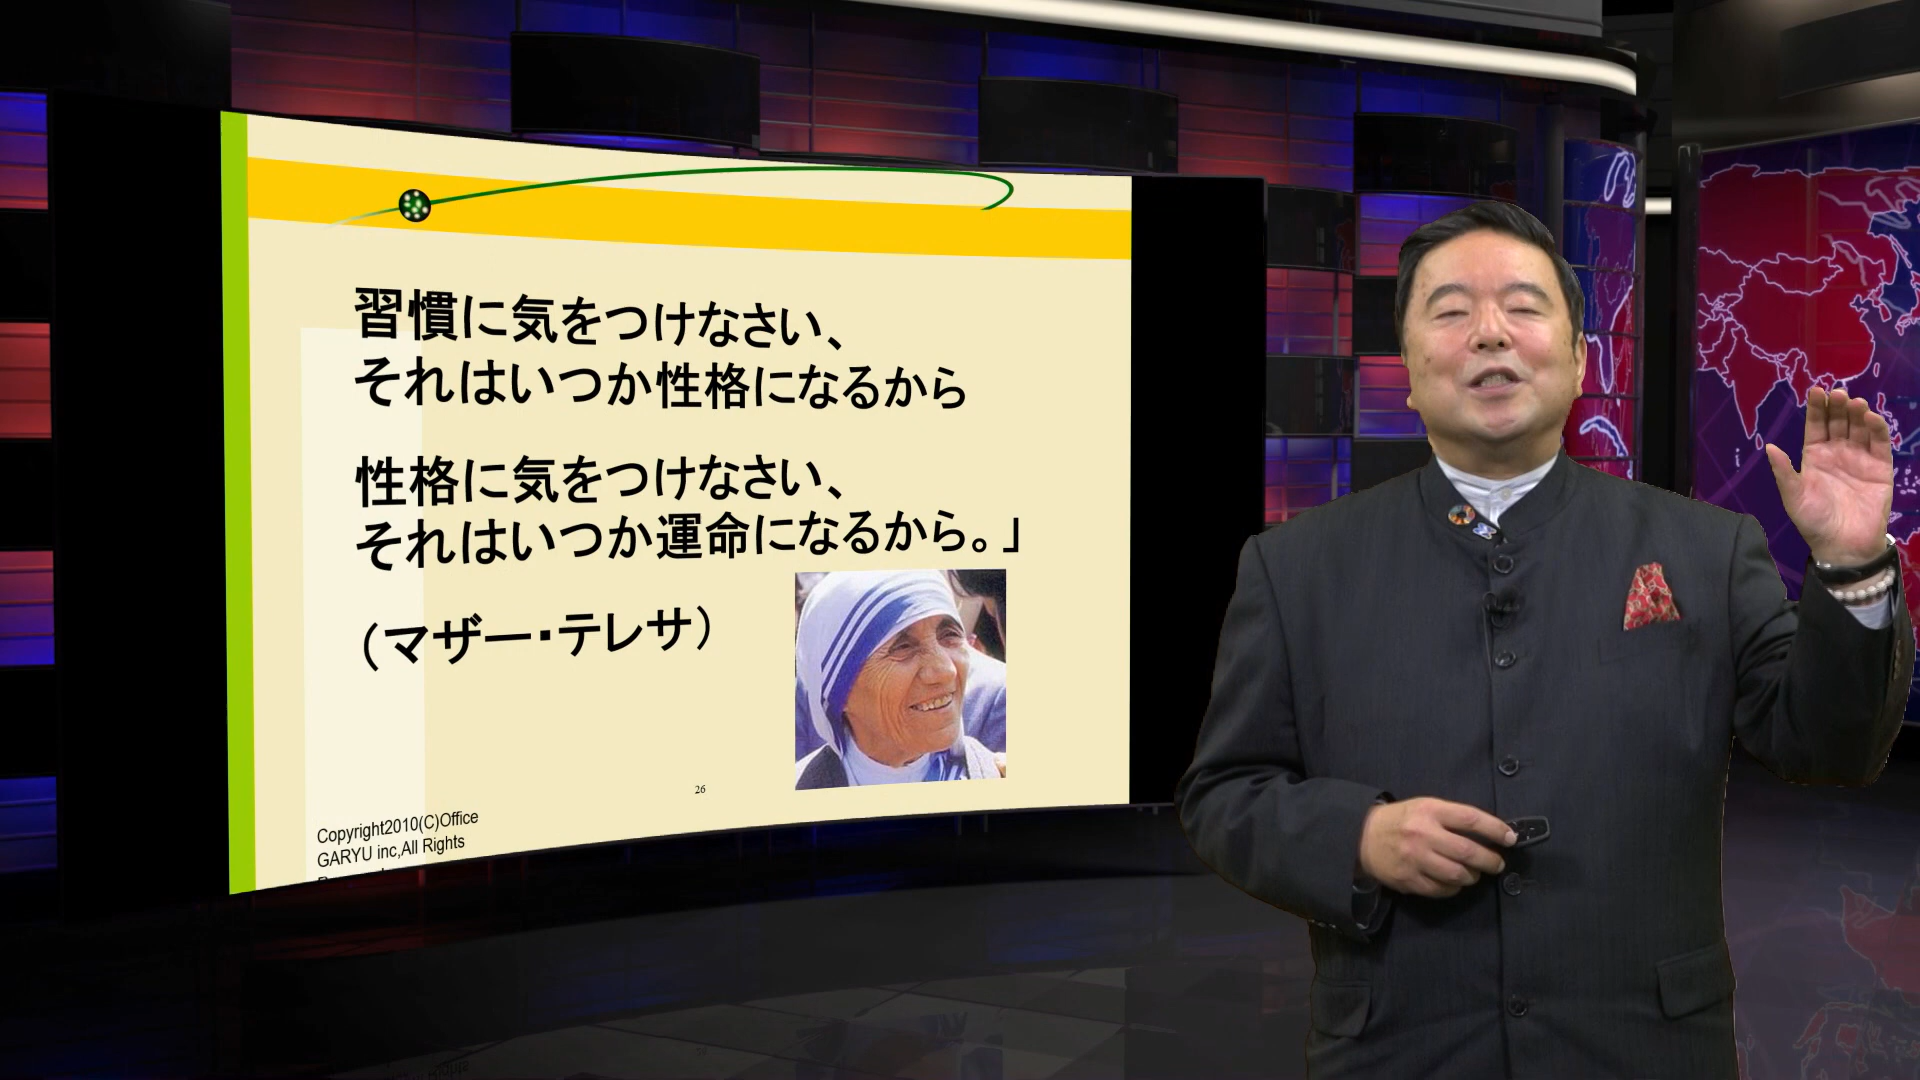 習慣に気をつけなさい、
それはいつか性格になるから
性格に気をつけなさい、
それはいつか運命になるから。」
（マザー・テレサ）
26
Copyright2010(C)Office
GARYU inc,All Rights